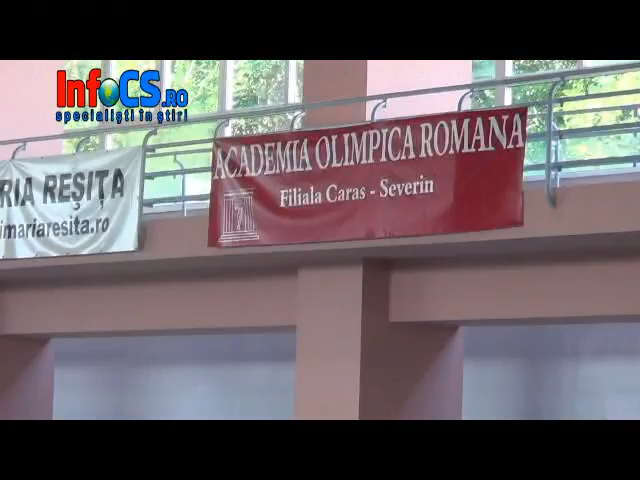 InfoCS.RO
specialişti în ştiri
ACADEMIA OLIMPICA ROMANA
Filiala Caras - Severin
RIA REŞIŢA
imariaresita.ro